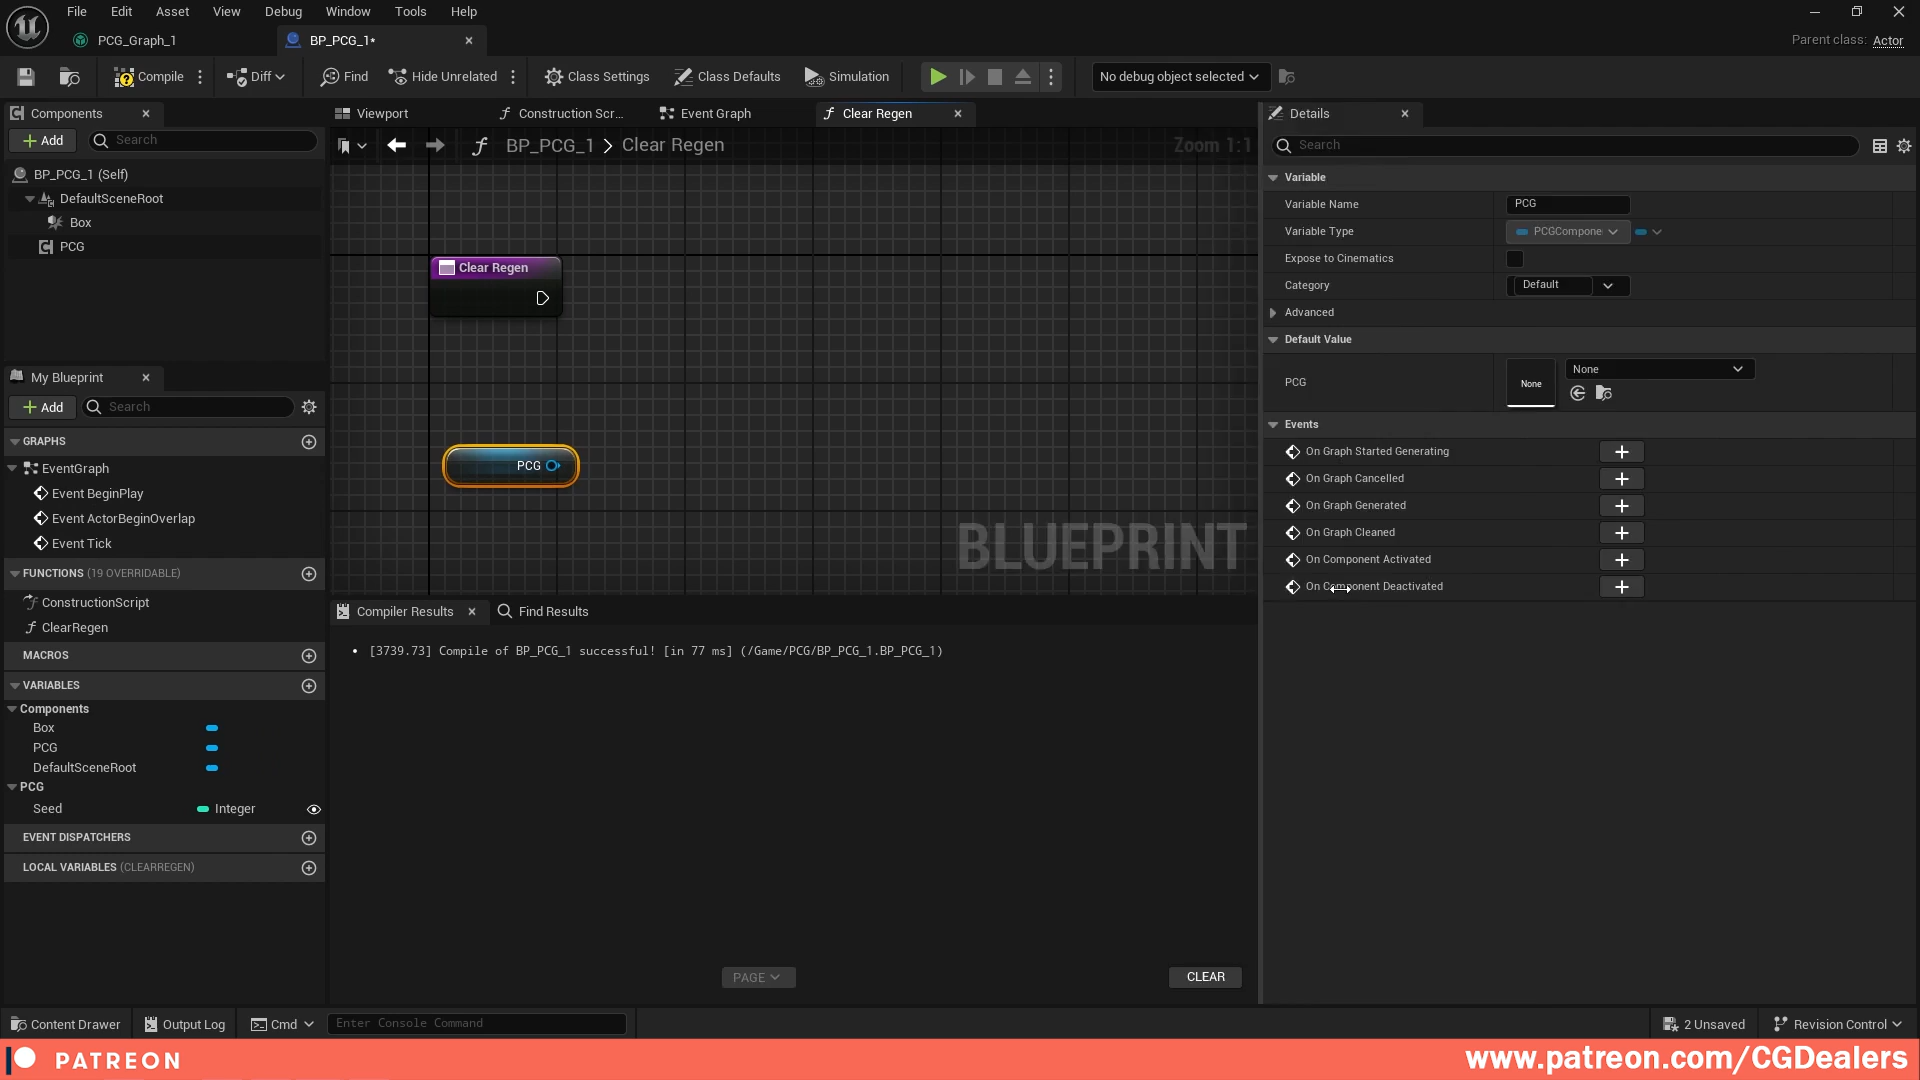 File Edit Asset View Debug Window Tools Help
PCG_Graph_1
BP_PCG_1*
Parent class: Actor
Compile
Diff
Find
Hide Unrelated
Class Settings
Class Defaults
Simulation
No debug object selected
Components
Add
Search
BP_PCG_1 (Self)
DefaultSceneRoot
Box
PCG
My Blueprint
Add
Search
GRAPHS
EventGraph
Event BeginPlay
Event ActorBeginOverlap
Event Tick
FUNCTIONS (19 OVERRIDABLE)
ConstructionScript
ClearRegen
MACROS
VARIABLES
Components
Box
PCG
DefaultSceneRoot
PCG
Seed Integer
EVENT DISPATCHERS
LOCAL VARIABLES (CLEARREGEN)
Viewport
Construction Scr...
Event Graph
Clear Regen
BP_PCG_1 > Clear Regen
Zoom 1:1
Clear Regen
PCG
BLUEPRINT
Compiler Results
Find Results
• [3739.73] Compile of BP_PCG_1 successful! [in 77 ms] (/Game/PCG/BP_PCG_1.BP_PCG_1)
PAGE
CLEAR
Details
Search
Variable
Variable Name PCG
Variable Type PCGCompone
Expose to Cinematics
Category Default
Advanced
Default Value
PCG None None
Events
On Graph Started Generating
On Graph Cancelled
On Graph Generated
On Graph Cleaned
On Component Activated
On Component Deactivated
Content Drawer
Output Log
Cmd
Enter Console Command
2 Unsaved
Revision Control
PATREON
www.patreon.com/CGDealers